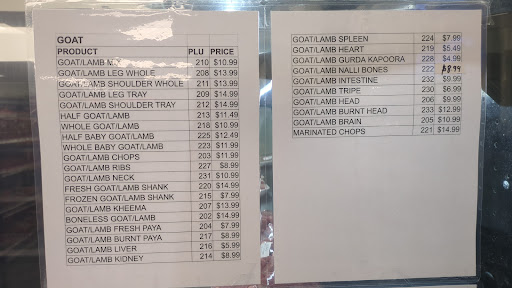 GOAT
PRODUCT PLU PRICE
GOAT/LAMB MIX 210 $10.99
GOAT/LAMB LEG WHOLE 208 $13.99
GOAT/LAMB SHOULDER WHOLE 211 $13.99
GOAT/LAMB LEG TRAY 209 $14.99
GOAT/LAMB SHOULDER TRAY 212 $14.99
HALF GOAT/LAMB 213 $11.49
WHOLE GOAT/LAMB 218 $10.99
HALF BABY GOAT/LAMB 225 $12.49
WHOLE BABY GOAT/LAMB 223 $11.99
GOAT/LAMB CHOPS 203 $11.99
GOAT/LAMB RIBS 227 $8.99
GOAT/LAMB NECK 231 $10.99
FRESH GOAT/LAMB SHANK 220 $14.99
FROZEN GOAT/LAMB SHANK 215 $7.99
GOAT/LAMB KHEEMA 207 $13.99
BONELESS GOAT/LAMB 202 $14.99
GOAT/LAMB FRESH PAYA 204 $7.99
GOAT/LAMB BURNT PAYA 217 $8.99
GOAT/LAMB LIVER 216 $5.99
GOAT/LAMB KIDNEY 214 $8.99
GOAT/LAMB SPLEEN 224 $7.99
GOAT/LAMB HEART 219 $5.49
GOAT/LAMB GURDA KAPOORA 228 $4.99
GOAT/LAMB NALLI BONES 222
GOAT/LAMB INTESTINE 232 $9.99
GOAT/LAMB TRIPE 230 $6.99
GOAT/LAMB HEAD 206 $9.99
GOAT/LAMB BURNT HEAD 233 $12.99
GOAT/LAMB BRAIN 205 $10.99
MARINATED CHOPS 221 $14.99